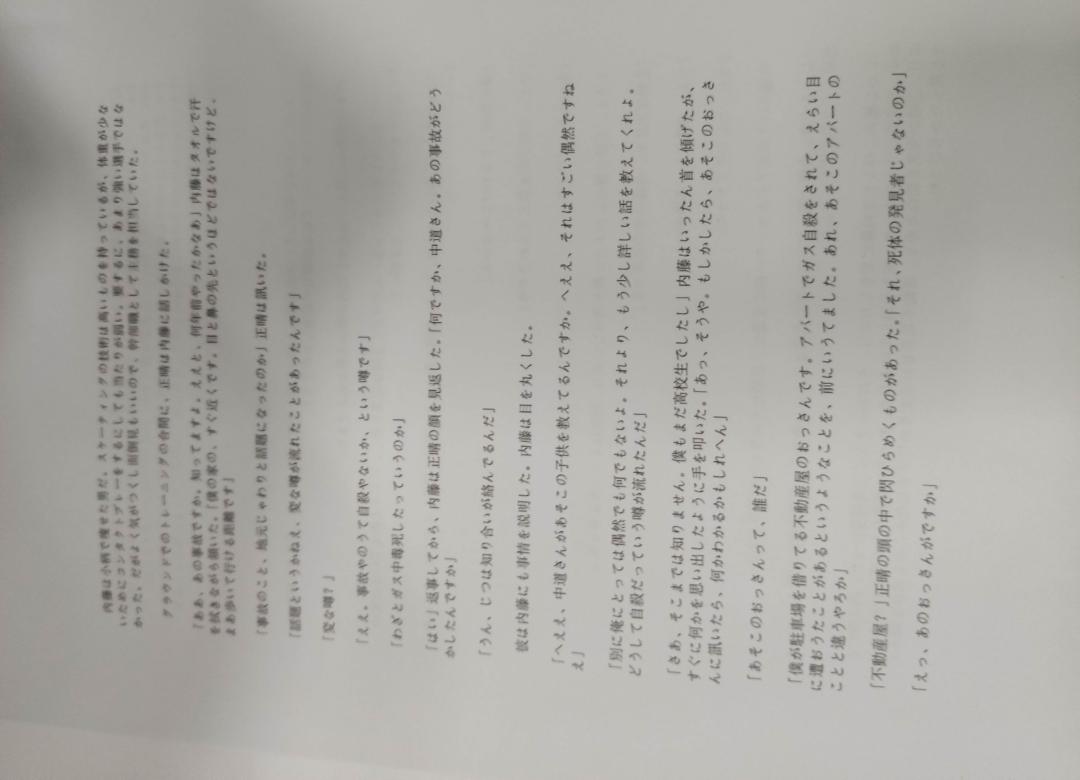 内藤は小柄で痩せた男だ。スケーティングの技術は高いものを持っているが、体重が少な
いためにコンタクトプレーをするにしても当たりが弱い。要するに、あまり強い選手ではな
かった。だがよく気がつくし面倒見もいいので、幹部職として主務を担当していた。
グラウンドでのトレーニングの合間に、正晴は内藤に話しかけた。
「ああ、あの事故ですか。知ってますよ。ええと、何年前やったかなあ」内藤はタオルで汗
を拭きながら頷いた。「僕の家の、すぐ近くです。目と鼻の先というほどではないですけど、
まあ歩いて行ける距離です」
「事故のこと、地元じゃわりと話題になったのか」正晴は訊いた。
「話題というかねえ、変な噂が流れたことがあったんです」
「変な噂?」
「ええ。事故やのうて自殺やないか、という噂です」
「わざとガス中毒死したっていうのか」
「はい」返事してから、内藤は正晴の顔を見返した。「何ですか、中道さん。あの事故がどう
かしたんですか」
「うん、じつは知り合いが絡んでるんだ」
彼は内藤にも事情を説明した。内藤は目を丸くした。
「へええ、中道さんがあそこの子供を教えてるんですか。へええ、それはすごい偶然ですね
え」
「別に俺にとっては偶然でも何でもないよ。それより、もう少し詳しい話を教えてくれよ。
どうして自殺だっていう噂が流れたんだ」
「さあ、そこまでは知りません。僕もまだ高校生でしたし」内藤はいったん首を傾げたが、
すぐに何かを思い出したように手を叩いた。「あっ、そうや。もしかしたら、あそこのおっさ
んに訊いたら、何かわかるかもしれへん」
「あそこのおっさんって、誰だ」
「僕が駐車場を借りてる不動産屋のおっさんです。アパートでガス自殺をされて、えらい目
に遭おうたことがあるというようなことを、前にいうてました。あれ、あそこのアパートの
ことと違うやろか」
「不動産屋?」正晴の頭の中で閃ひらめくものがあった。「それ、死体の発見者じゃないのか」
「えっ、あのおっさんがですか」